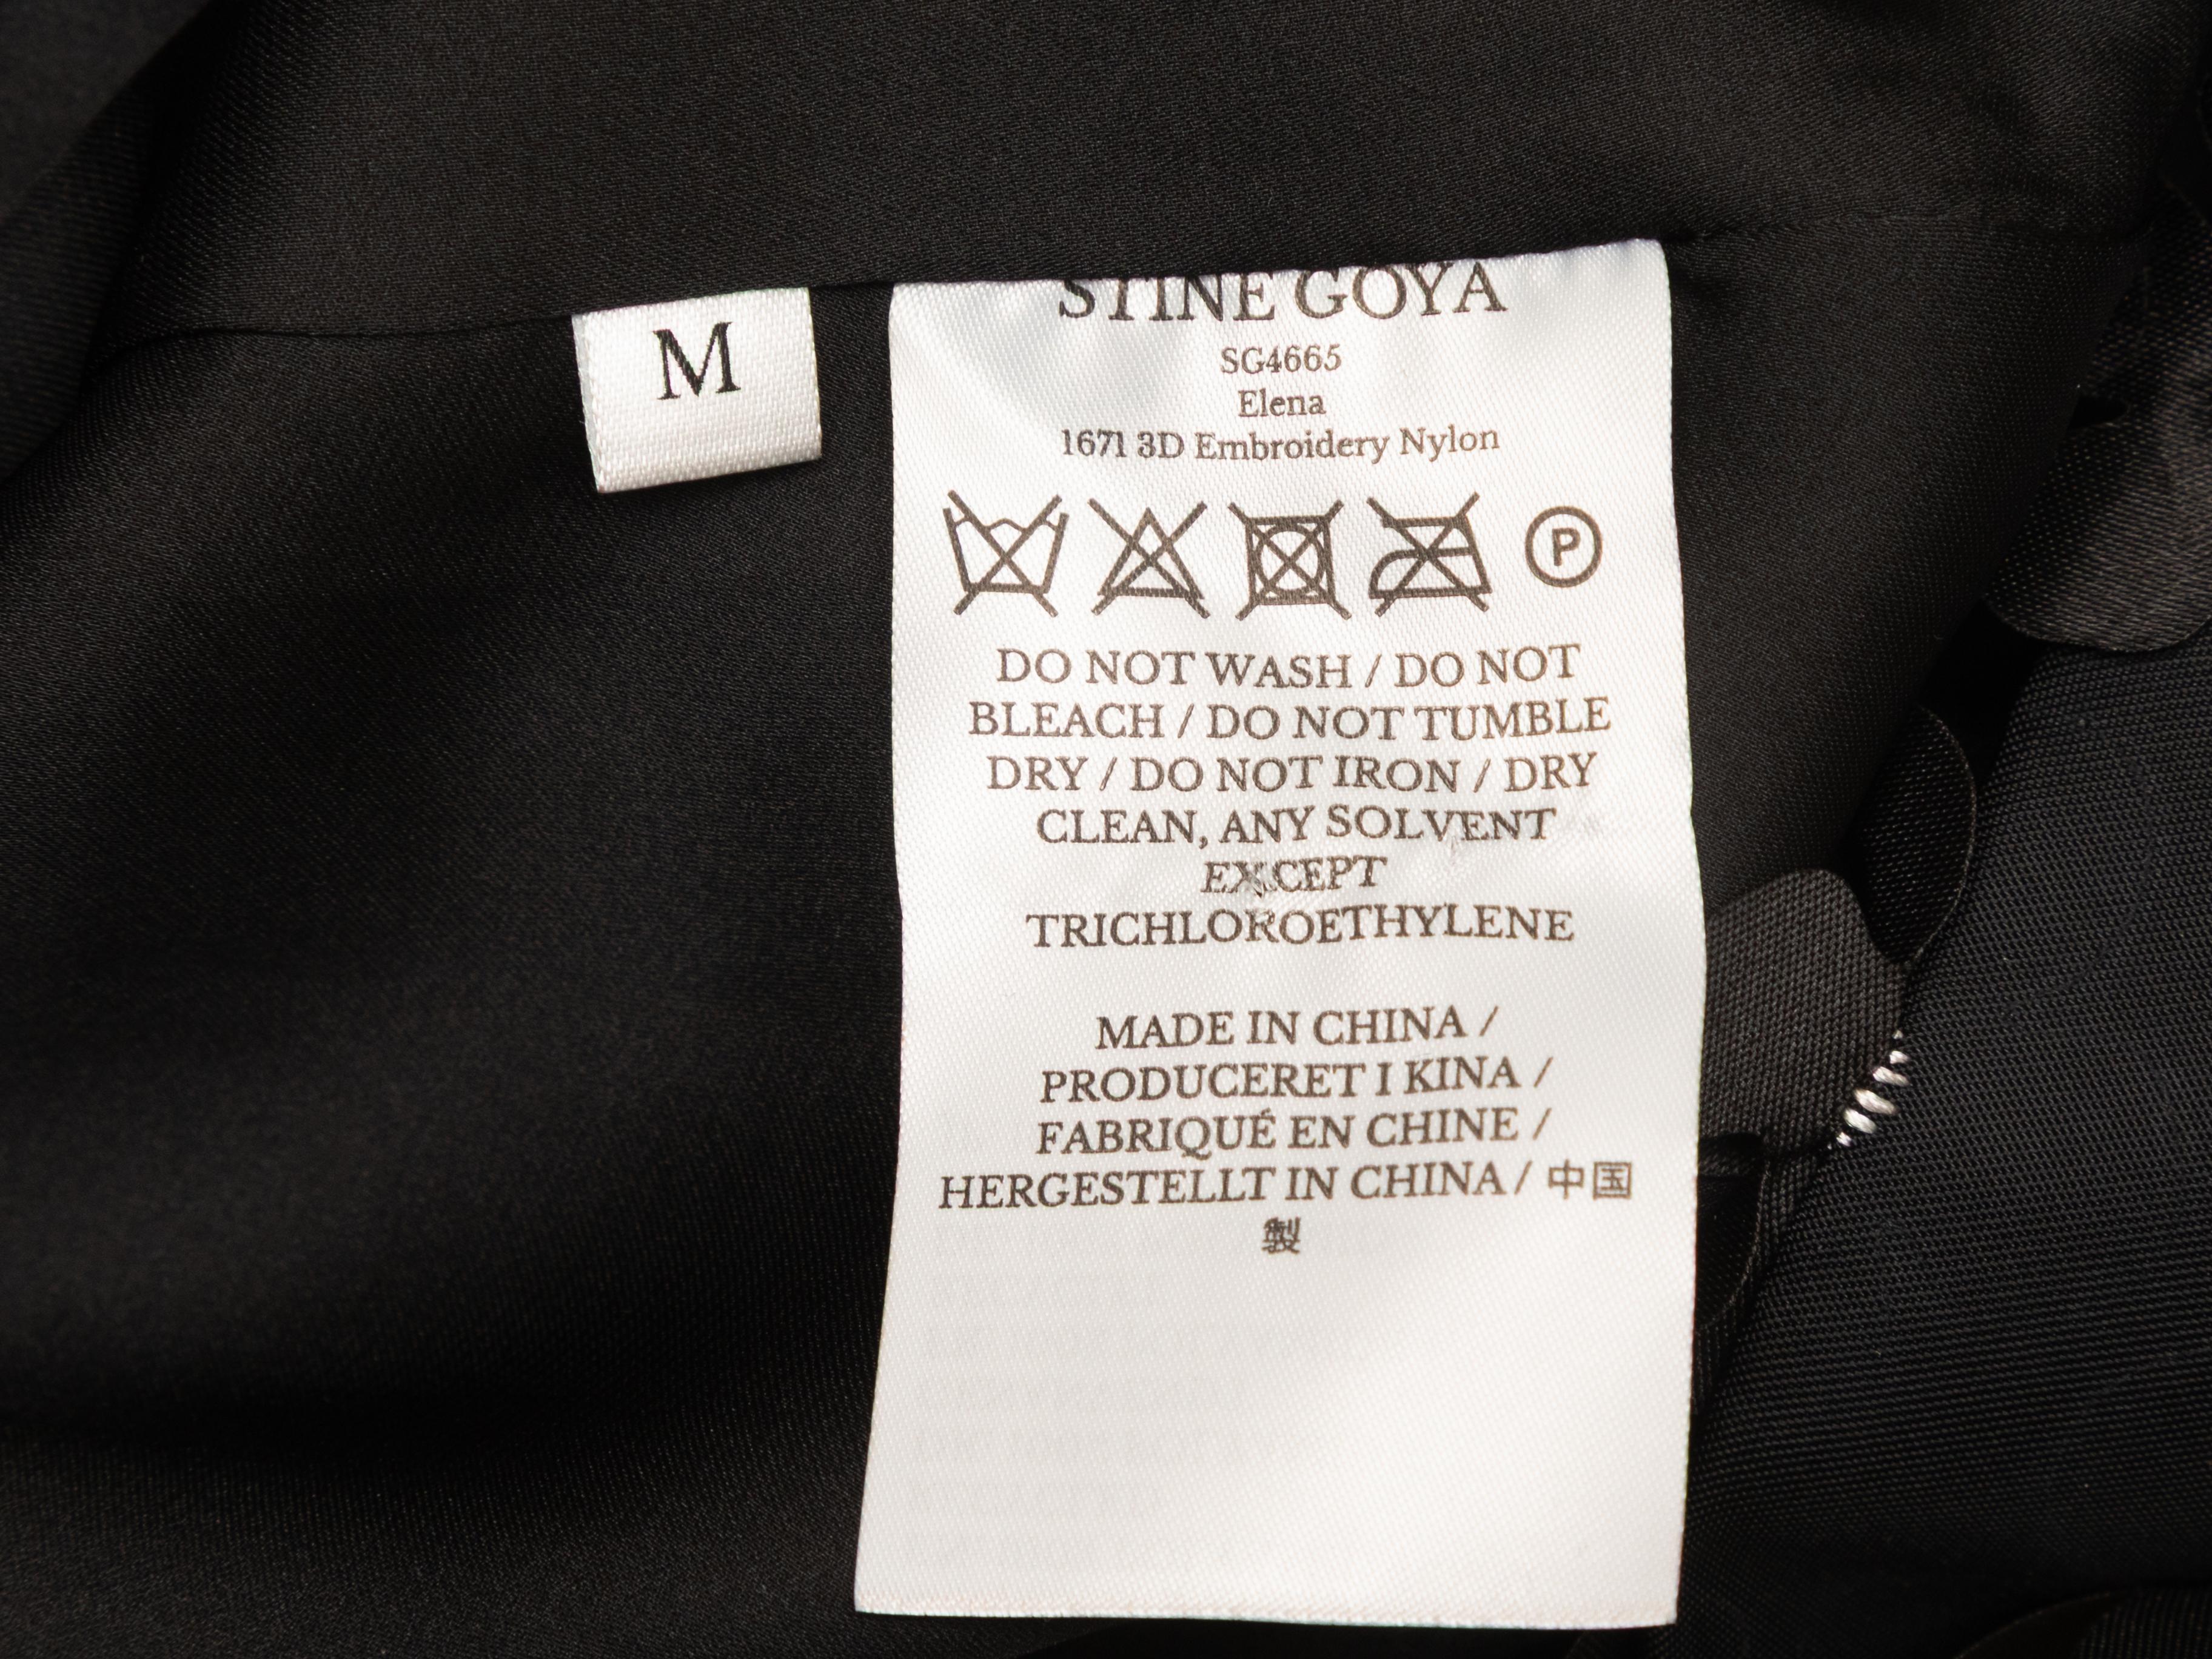 M
STINE GOYA
SG4665
Elena
1671 3D Embroidery Nylon
P
DO NOT WASH / DO NOT
BLEACH / DO NOT TUMBLE
DRY / DO NOT IRON / DRY
CLEAN, ANY SOLVENT
EXCEPT
TRICHLOROETHYLENE
MADE IN CHINA /
PRODUCERET I KINA /
FABRIQUÉ EN CHINE /
HERGESTELLT IN CHINA / 中国
製